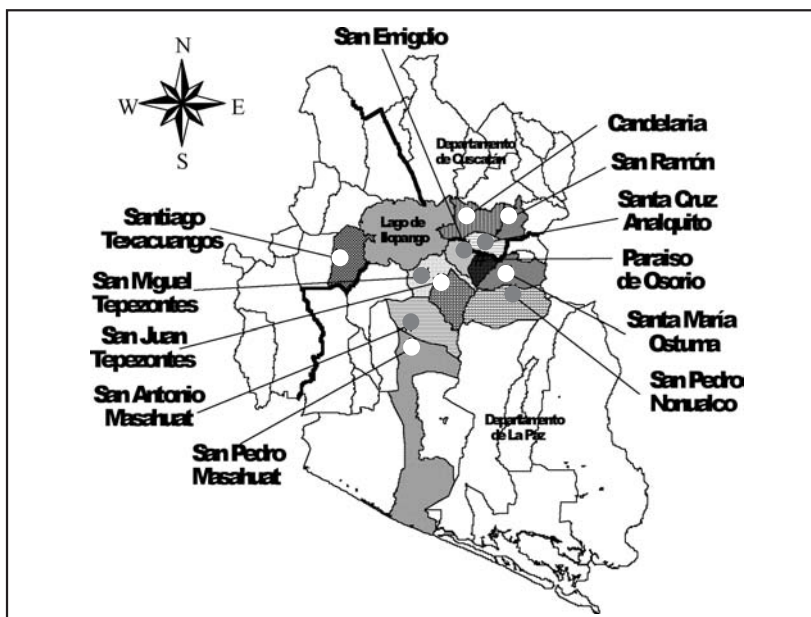 San Emigdio
N
W
E
S
Candelaria
Departamento
de Cuscatán
San Ramón
Santa Cruz
Analquito
Santiago
Texacuangos
Lago de
Ilopango
Paraiso
de Osorio
San Miguel
Tepezontes
San Juan
Tepezontes
Santa María
Ostuma
San Antonio
Masahuat
San Pedro
Nonualco
Departamento
de La Paz
San Pedro
Masahuat